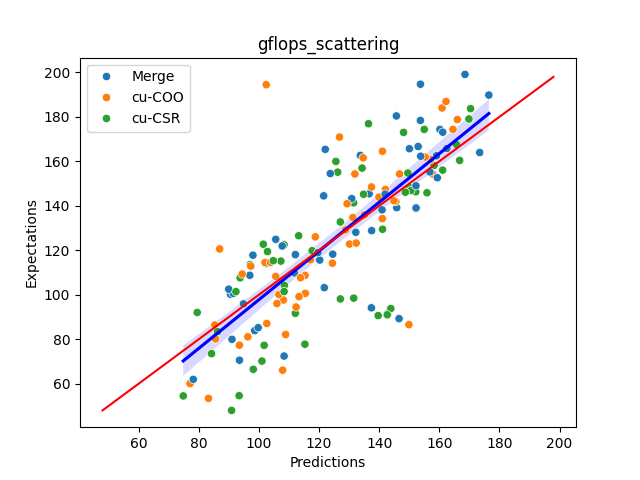 gflops_scattering
Merge
cu-COO
cu-CSR
Expectations
200
180
160
140
120
100
80
60
60 80 100 120 140 160 180 200
Predictions